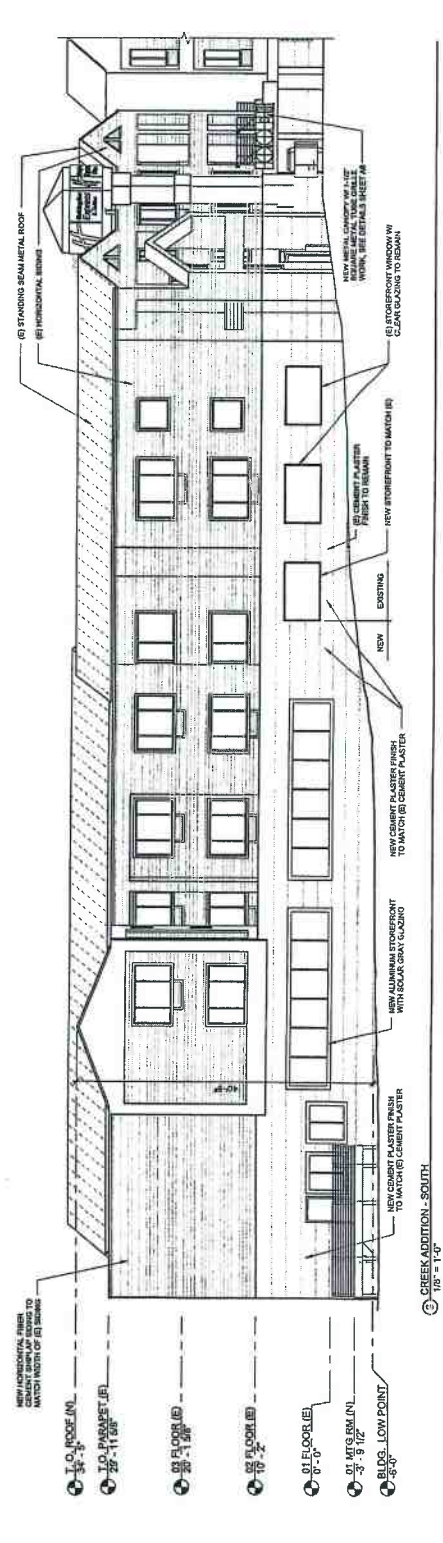 (E) STANDING SEAM METAL ROOF
(E) HORIZONTAL SIDING
NEW HORIZONTAL FIBER
CEMENT SHIPLAP SIDING TO
MATCH WIDTH OF (E) SIDING
T.O. ROOF (N)
34' - 5"
T.O. PARAPET (E)
29' - 11 5/8"
03 FLOOR (E)
20' - 1 5/8"
02 FLOOR (E)
10' - 2"
01 FLOOR (E)
0' - 0"
01 MTG RM (N)
-3' - 9 1/2"
BLDG. LOW POINT
-6'-0"
40'-5"
NEW CEMENT PLASTER FINISH
TO MATCH (E) CEMENT PLASTER
NEW ALUMINUM STOREFRONT
WITH SOLAR GRAY GLAZING
NEW CEMENT PLASTER FINISH
TO MATCH (E) CEMENT PLASTER
NEW
EXISTING
NEW STOREFRONT TO MATCH (E)
(E) CEMENT PLASTER
FINISH TO REMAIN
(E) STOREFRONT WINDOW W/
CLEAR GLAZING TO REMAIN
NEW METAL CANOPY W/ 1-1/2"
SQUARE METAL TUBE GRILLE
WORK, SEE DETAILS SHEET A8
CREEK ADDITION - SOUTH
1/8" = 1'-0"